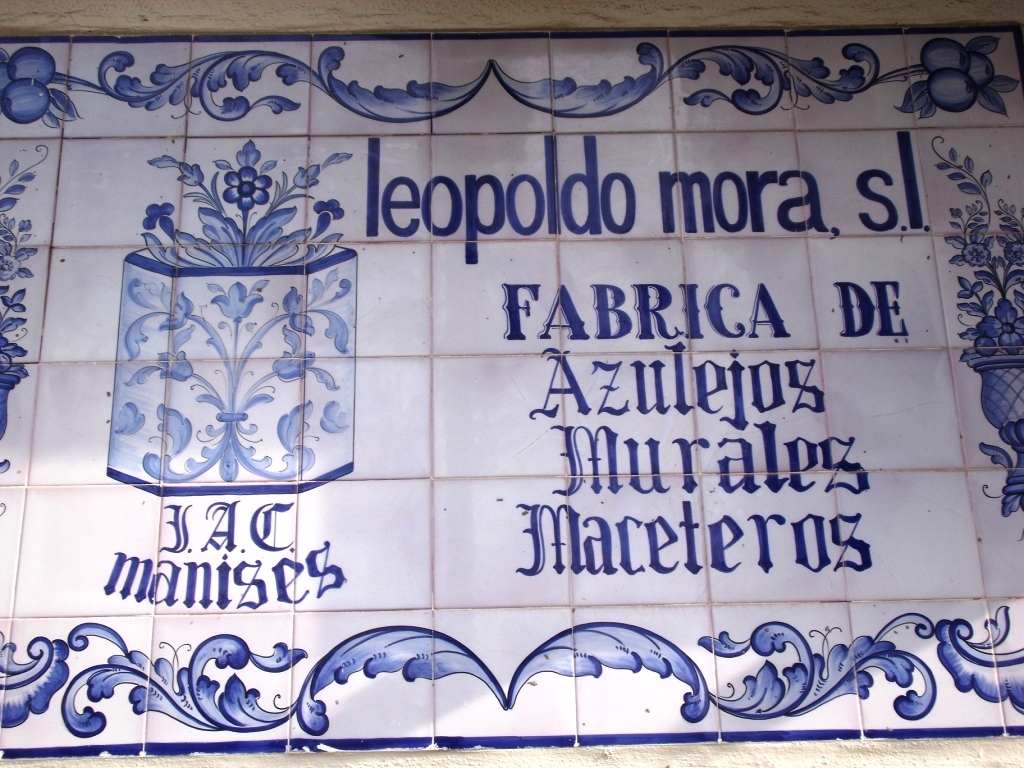 leopoldo mora, s.l.
FABRICA DE
Azulejos
Murales
Maceteros
J.A.C.
manises